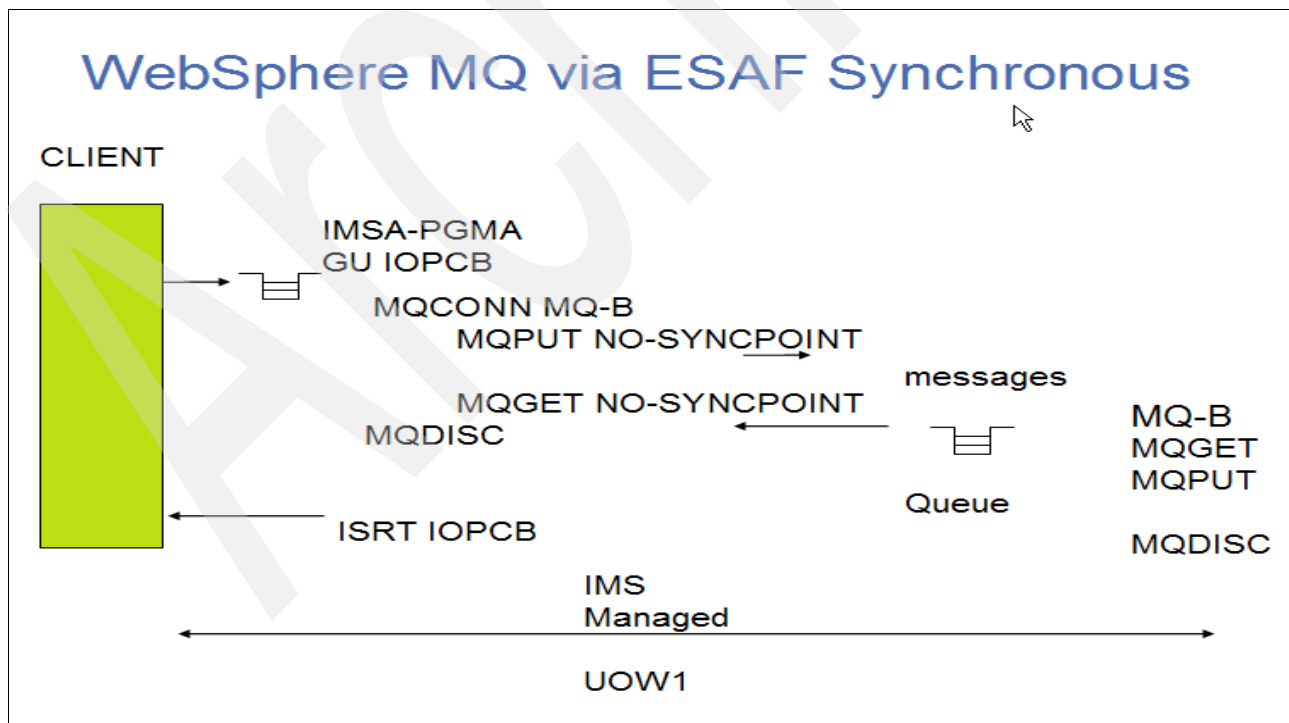 WebSphere MQ via ESAF Synchronous
CLIENT
IMSA-PGMA
GU IOPCB
MQCONN MQ-B
MQPUT NO-SYNCPOINT
messages
MQGET NO-SYNCPOINT
MQDISC
MQ-B
MQGET
MQPUT
Queue
ISRT IOPCB
MQDISC
IMS
Managed
UOW1